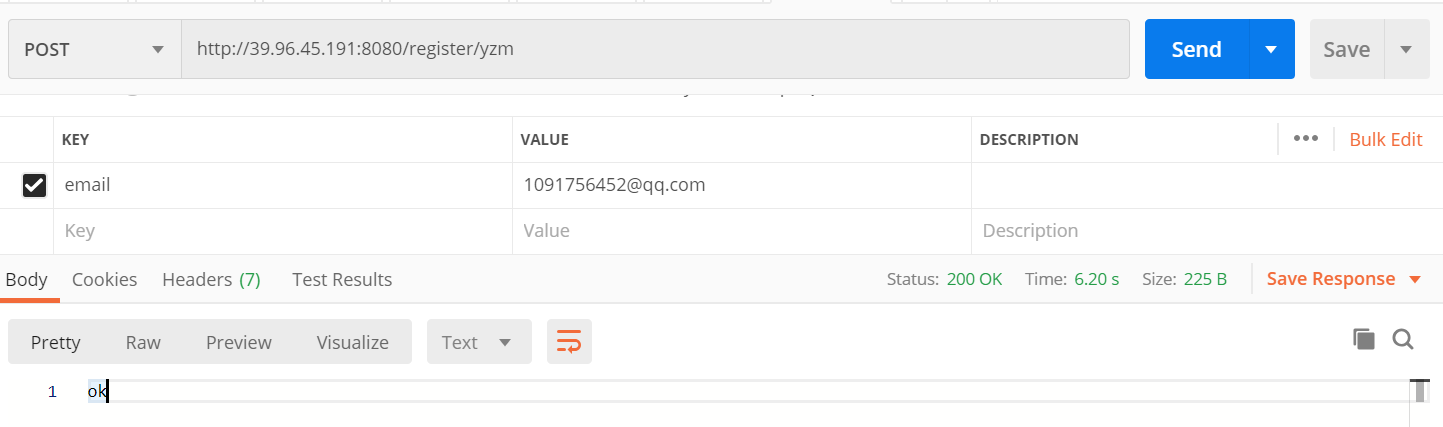 POST http://39.96.45.191:8080/register/yzm Send Save
KEY VALUE DESCRIPTION ••• Bulk Edit
email 1091756452@qq.com
Key Value Description
Body Cookies Headers (7) Test Results Status: 200 OK Time: 6.20 s Size: 225 B Save Response
Pretty Raw Preview Visualize Text
1 ok